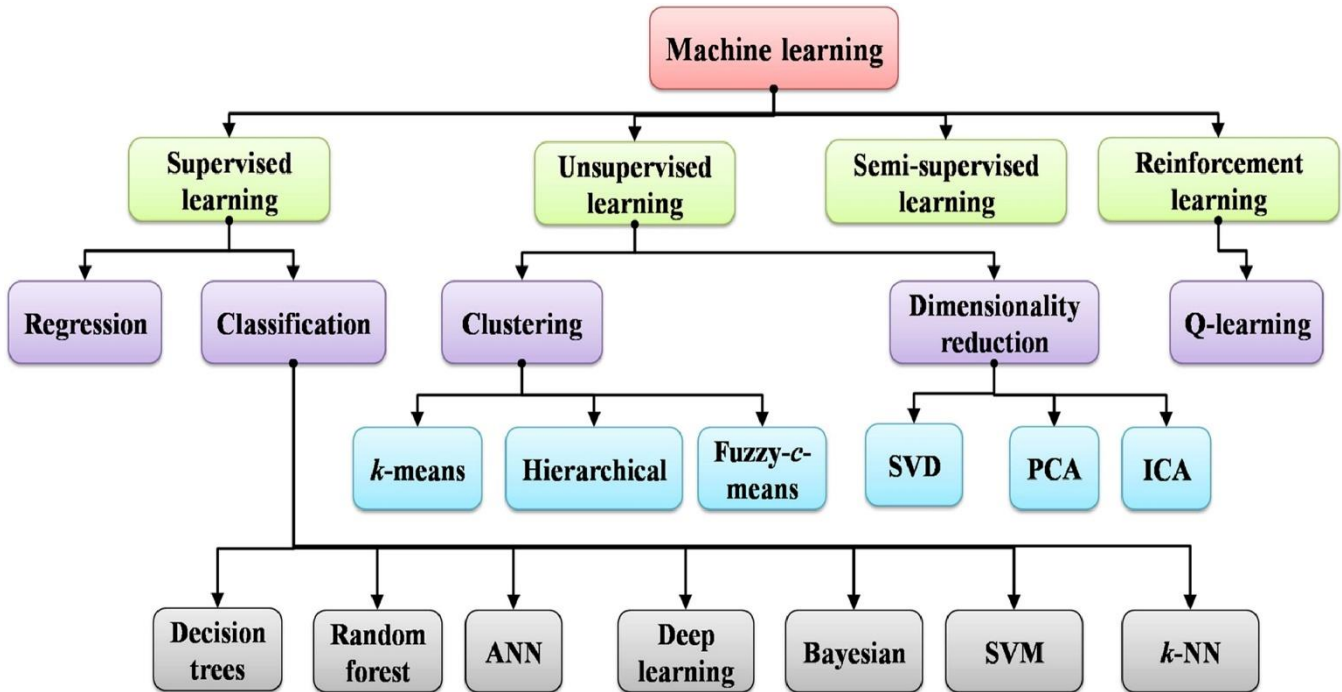 Machine learning
Supervised
learning
Unsupervised
learning
Semi-supervised
learning
Reinforcement
learning
Regression
Classification
Clustering
Dimensionality
reduction
Q-learning
k-means
Hierarchical
Fuzzy-c-
means
SVD
PCA
ICA
Decision
trees
Random
forest
ANN
Deep
learning
Bayesian
SVM
k-NN